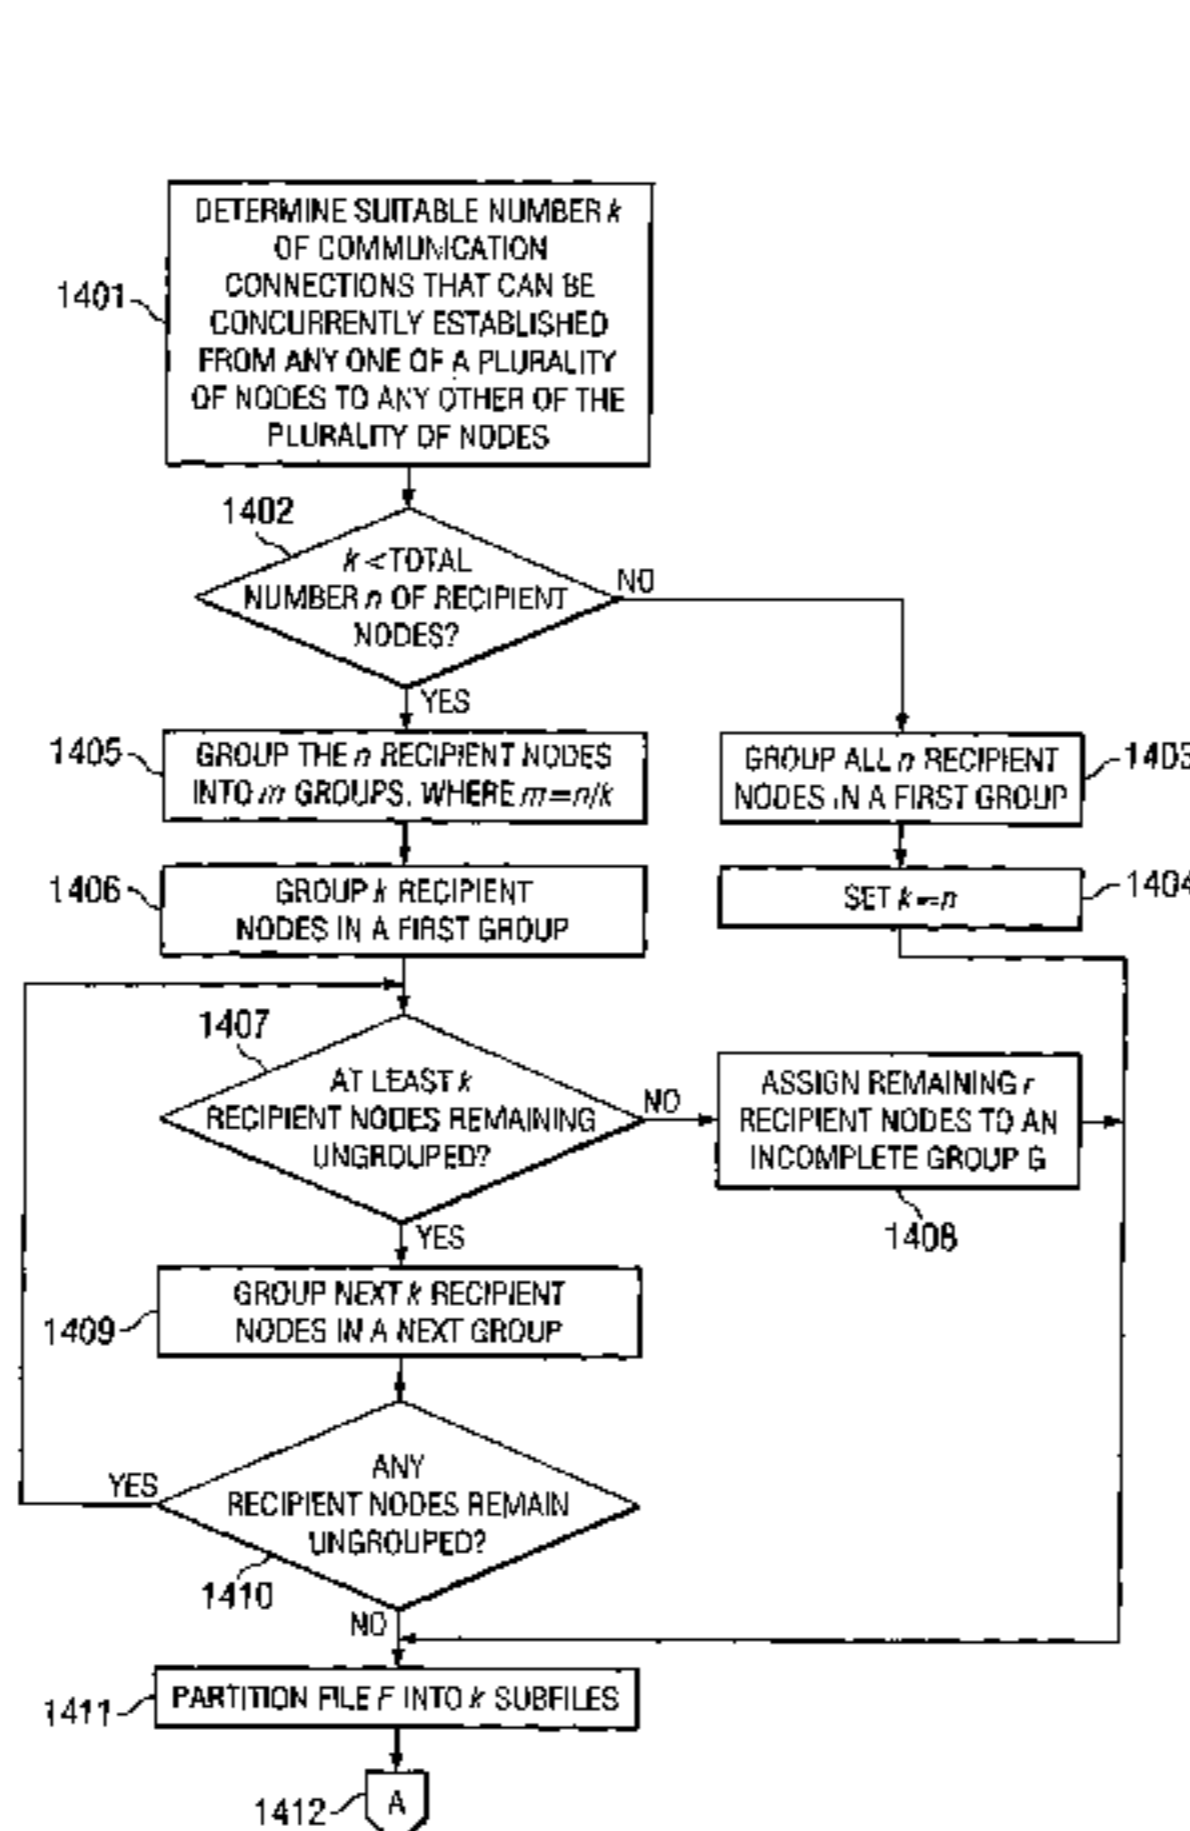 DETERMINE SUITABLE NUMBER k
OF COMMUNICATION
CONNECTIONS THAT CAN BE
CONCURRENTLY ESTABLISHED
FROM ANY ONE OF A PLURALITY
OF NODES TO ANY OTHER OF THE
PLURALITY OF NODES
1401
1402
k<TOTAL
NUMBER n OF RECIPIENT
NODES?
NO
YES
1405
GROUP THE n RECIPIENT NODES
INTO m GROUPS, WHERE m=n/k
GROUP ALL n RECIPIENT
NODES IN A FIRST GROUP
1403
1406
GROUP k RECIPIENT
NODES IN A FIRST GROUP
SET k=n
1404
1407
AT LEAST k
RECIPIENT NODES REMAINING
UNGROUPED?
NO
YES
ASSIGN REMAINING r
RECIPIENT NODES TO AN
INCOMPLETE GROUP G
1408
GROUP NEXT k RECIPIENT
NODES IN A NEXT GROUP
1409
ANY
RECIPIENT NODES REMAIN
UNGROUPED?
YES
1410
NO
1411
PARTITION FILE F INTO k SUBFILES
1412
A